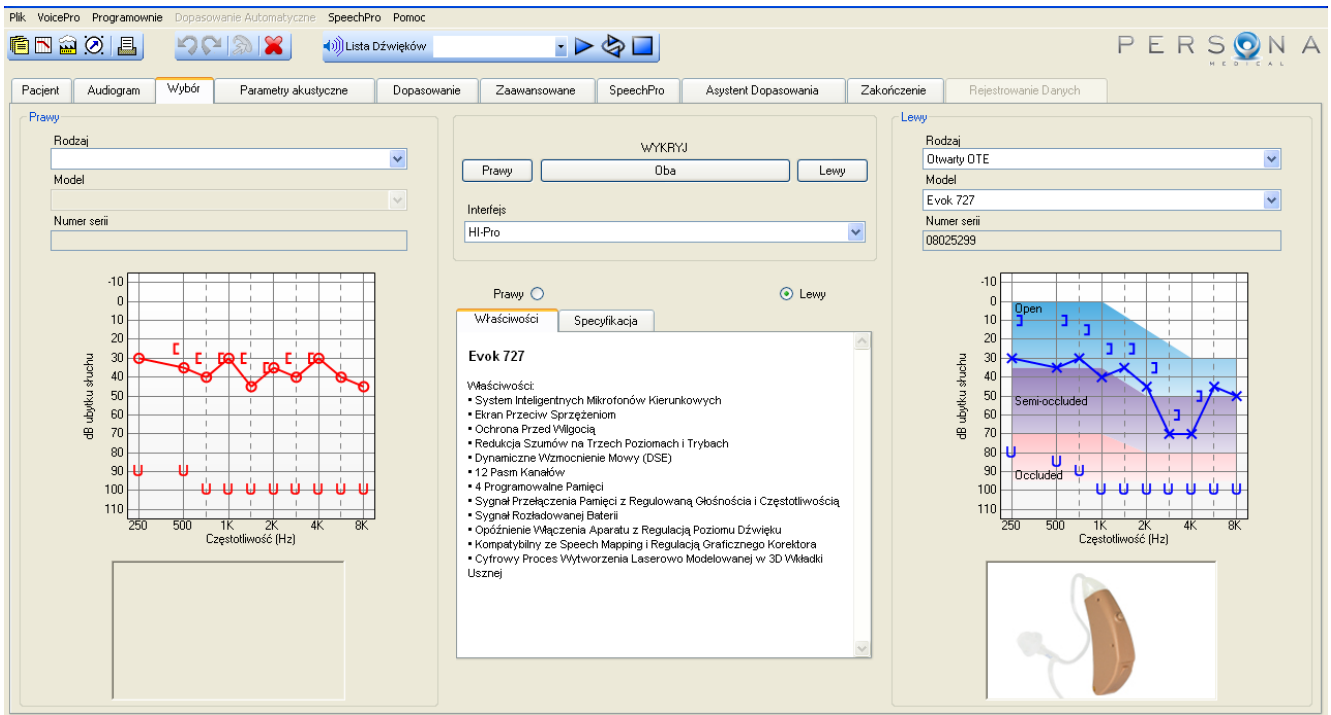 Plik VoicePro Programownie Dopasowanie Automatyczne SpeechPro Pomoc
Lista Dźwięków
PERSONA
MEDICAL
Pacjent Audiogram Wybór Parametry akustyczne Dopasowanie Zaawansowane SpeechPro Asystent Dopasowania Zakończenie Rejestrowanie Danych
Prawy
Rodzaj
Model
Numer serii
-10
0
10
20
30
40
50
60
70
80
90
100
110
dB ubytku słuchu
250 500 1K 2K 4K 8K
Częstotliwość (Hz)
WYKRYJ
Prawy Oba Lewy
Interfejs
HI-Pro
Prawy Lewy
Właściwości Specyfikacja
Evok 727
Właściwości:
▪ System Inteligentnych Mikrofonów Kierunkowych
▪ Ekran Przeciw Sprzężeniom
▪ Ochrona Przed Wilgocią
▪ Redukcja Szumów na Trzech Poziomach i Trybach
▪ Dynamiczne Wzmocnienie Mowy (DSE)
▪ 12 Pasm Kanałów
▪ 4 Programowalne Pamięci
▪ Sygnał Przełączenia Pamięci z Regulowaną Głośnościa i Częstotliwością
▪ Sygnał Rozładowanej Baterii
▪ Opóźnienie Włączenia Aparatu z Regulacją Poziomu Dźwięku
▪ Kompatybilny ze Speech Mapping i Regulacją Graficznego Korektora
▪ Cyfrowy Proces Wytworzenia Laserowo Modelowanej w 3D Wkładki
Usznej
Lewy
Rodzaj
Otwarty OTE
Model
Evok 727
Numer serii
08025299
-10
0
10
20
30
40
50
60
70
80
90
100
110
dB ubytku słuchu
Open
Semi-occluded
Occluded
250 500 1K 2K 4K 8K
Częstotliwość (Hz)